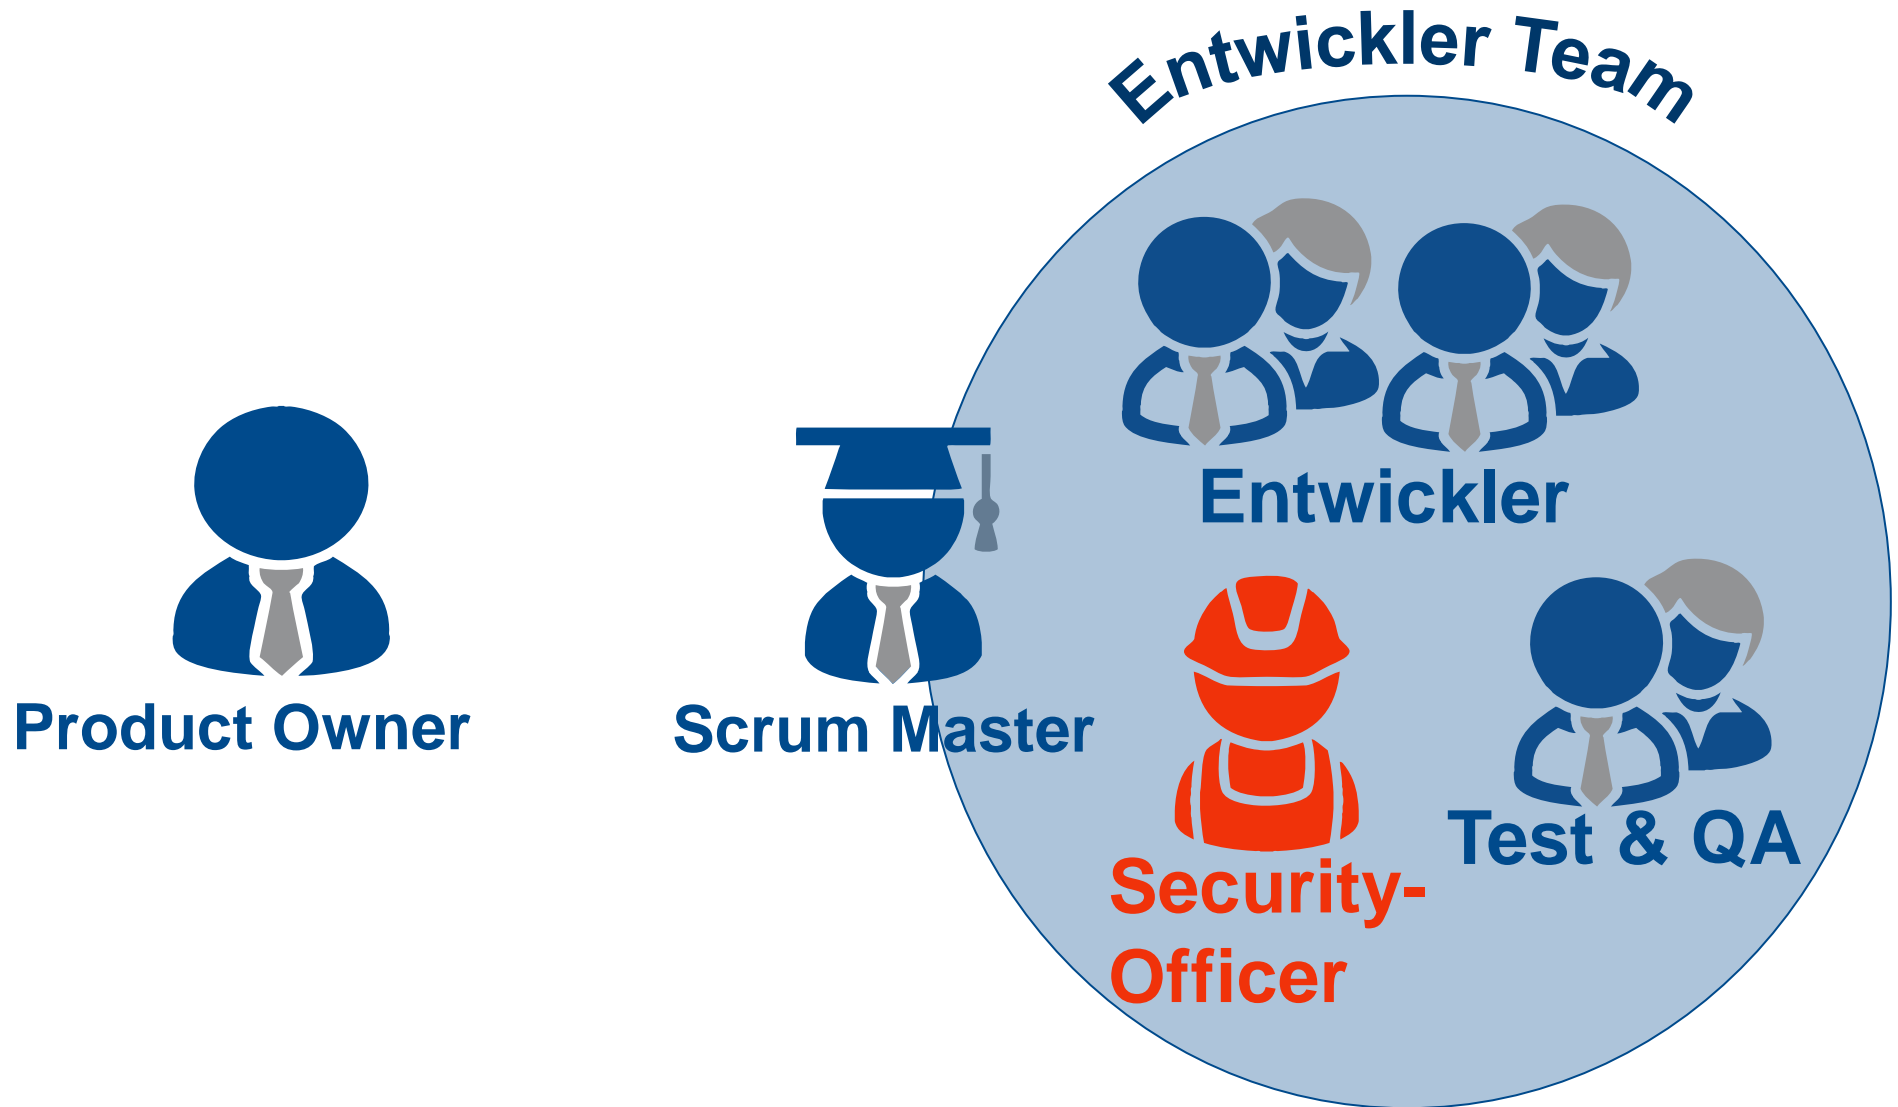 Entwickler Team
Entwickler
Product Owner
Scrum Master
Test & QA
Security-
Officer